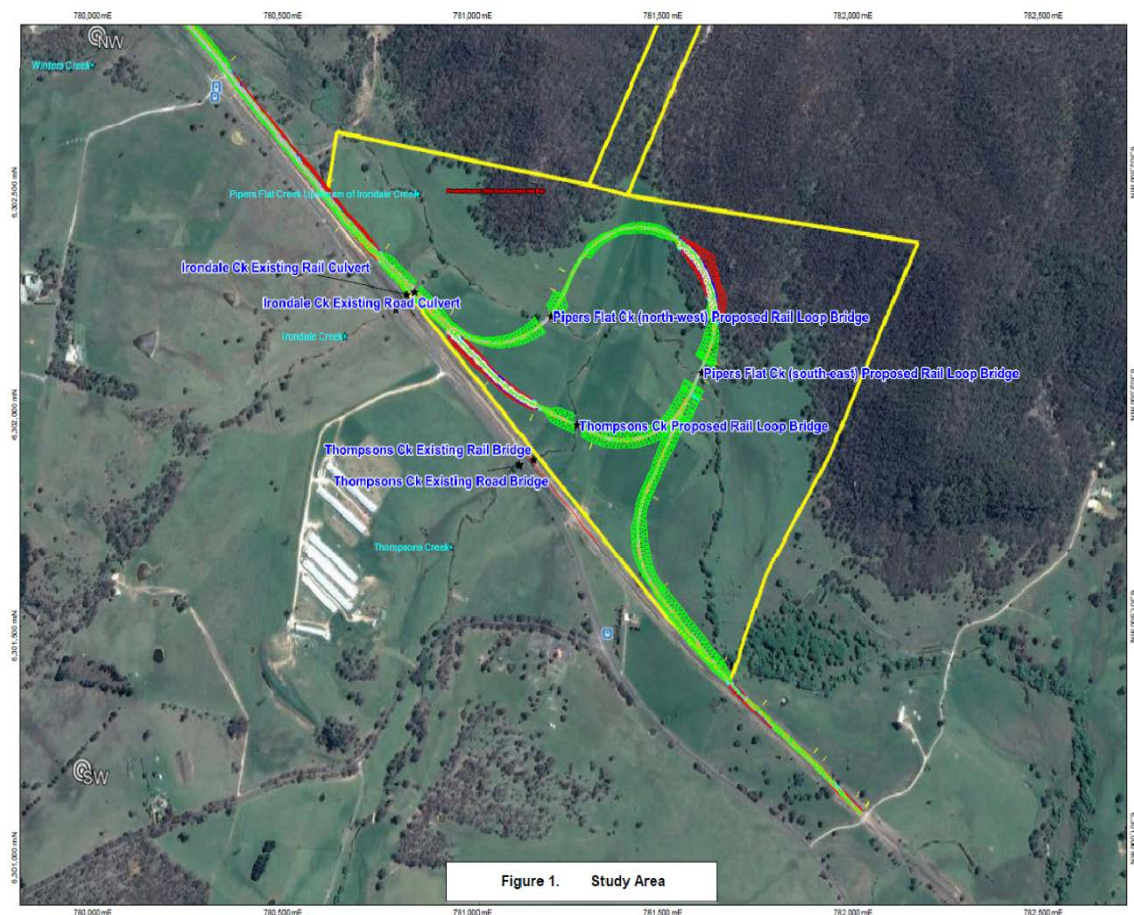 780,000 mE
780,500 mE
781,000 mE
781,500 mE
782,000 mE
782,500 mE
NW
Winters Creek
6,302,500 mN
Pipers Flat Creek Upstream of Irondale Creek
Irondale Ck Existing Rail Culvert
Irondale Ck Existing Road Culvert
Pipers Flat Ck (north-west) Proposed Rail Loop Bridge
Irondale Creek
Pipers Flat Ck (south-east) Proposed Rail Loop Bridge
6,302,000 mN
Thompsons Ck Proposed Rail Loop Bridge
Thompsons Ck Existing Rail Bridge
Thompsons Ck Existing Road Bridge
Thompsons Creek
6,301,500 mN
SW
6,301,000 mN
Figure 1. Study Area
780,000 mE
780,500 mE
781,000 mE
781,500 mE
782,000 mE
782,500 mE